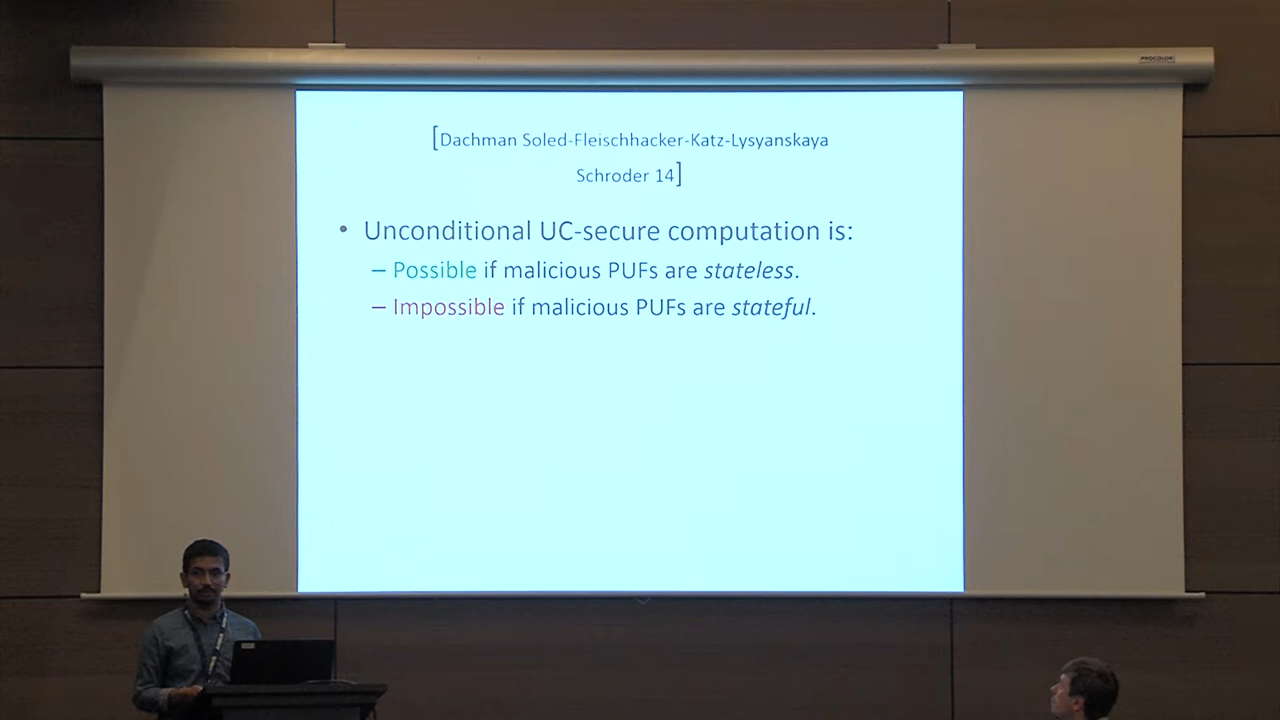 PROCOLOR
[Dachman Soled-Fleischhacker-Katz-Lysyanskaya
Schroder 14]
• Unconditional UC-secure computation is:
– Possible if malicious PUFs are stateless.
– Impossible if malicious PUFs are stateful.